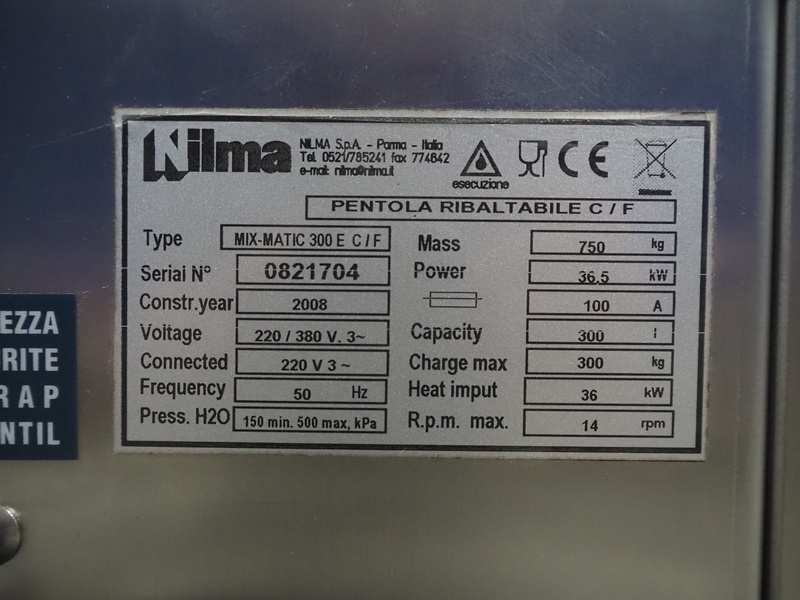 Nilma
NILMA S.p.A. - Parma - Italia
Tel. 0521/785241 fax 774642
e-mail: nilma@nilma.it
esecuzione
CE
PENTOLA RIBALTABILE C / F
Type MIX-MATIC 300 E C / F
Serial N° 0821704
Constr.year 2008
Voltage 220 / 380 V. 3~
Connected 220 V 3 ~
Frequency 50 Hz
Press. H2O 150 min. 500 max, kPa
Mass 750 kg
Power 36.5 kW
100 A
Capacity 300 l
Charge max 300 kg
Heat imput 36 kW
R.p.m. max. 14 rpm
EZZA
RITE
RAP
NTIL